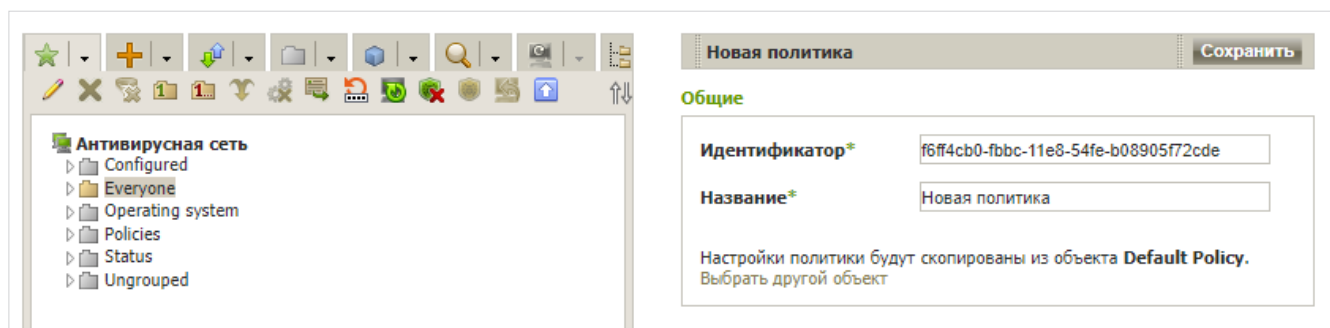 Новая политика
Сохранить
Антивирусная сеть
Configured
Everyone
Operating system
Policies
Status
Ungrouped
Общие
Идентификатор* f6ff4cb0-fbbc-11e8-54fe-b08905f72cde
Название* Новая политика
Настройки политики будут скопированы из объекта Default Policy.
Выбрать другой объект